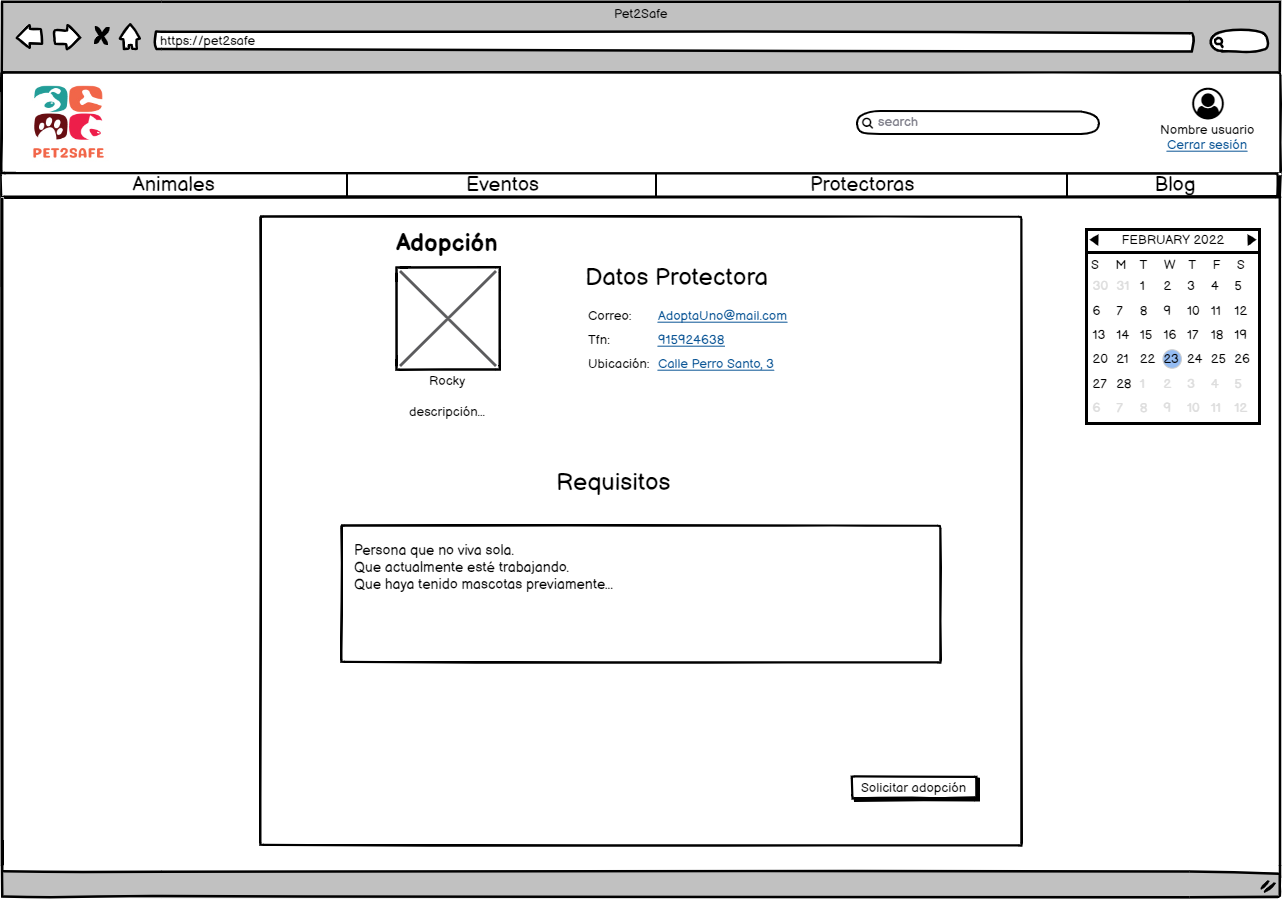 Pet2Safe
https://pet2safe
PET2SAFE
search
Nombre usuario
Cerrar sesión
Animales Eventos Protectoras Blog
Adopción
Rocky
descripción...
Datos Protectora
Correo: AdoptaUno@mail.com
Tfn: 915924638
Ubicación: Calle Perro Santo, 3
FEBRUARY 2022
S M T W T F S
30 31 1 2 3 4 5
6 7 8 9 10 11 12
13 14 15 16 17 18 19
20 21 22 23 24 25 26
27 28 1 2 3 4 5
6 7 8 9 10 11 12
Requisitos
Persona que no viva sola.
Que actualmente esté trabajando.
Que haya tenido mascotas previamente...
Solicitar adopción